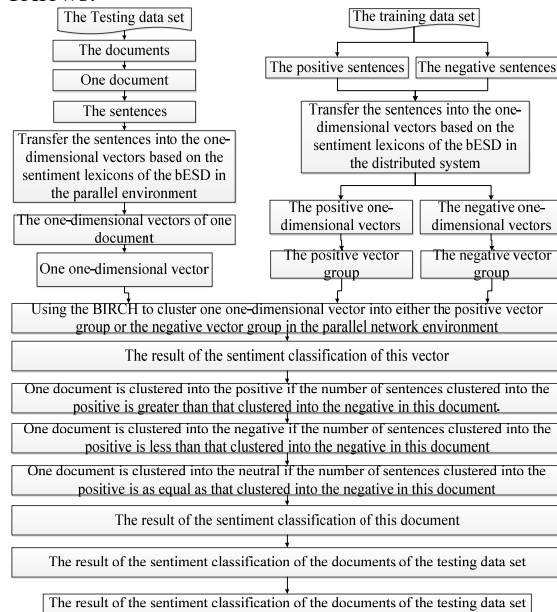 The Testing data set
The documents
One document
The sentences
Transfer the sentences into the one-
dimensional vectors based on the
sentiment lexicons of the bESD in
the parallel environment
The one-dimensional vectors of one
document
One one-dimensional vector
The training data set
The positive sentences
The negative sentences
Transfer the sentences into the one-
dimensional vectors based on the
sentiment lexicons of the bESD in
the distributed system
The positive one-
dimensional vectors
The negative one-
dimensional vectors
The positive vector
group
The negative vector
group
Using the BIRCH to cluster one one-dimensional vector into either the positive vector
group or the negative vector group in the parallel network environment
The result of the sentiment classification of this vector
One document is clustered into the positive if the number of sentences clustered into the
positive is greater than that clustered into the negative in this document.
One document is clustered into the negative if the number of sentences clustered into the
positive is less than that clustered into the negative in this document
One document is clustered into the neutral if the number of sentences clustered into the
positive is as equal as that clustered into the negative in this document
The result of the sentiment classification of this document
The result of the sentiment classification of the documents of the testing data set
The result of the sentiment classification of the documents of the testing data set